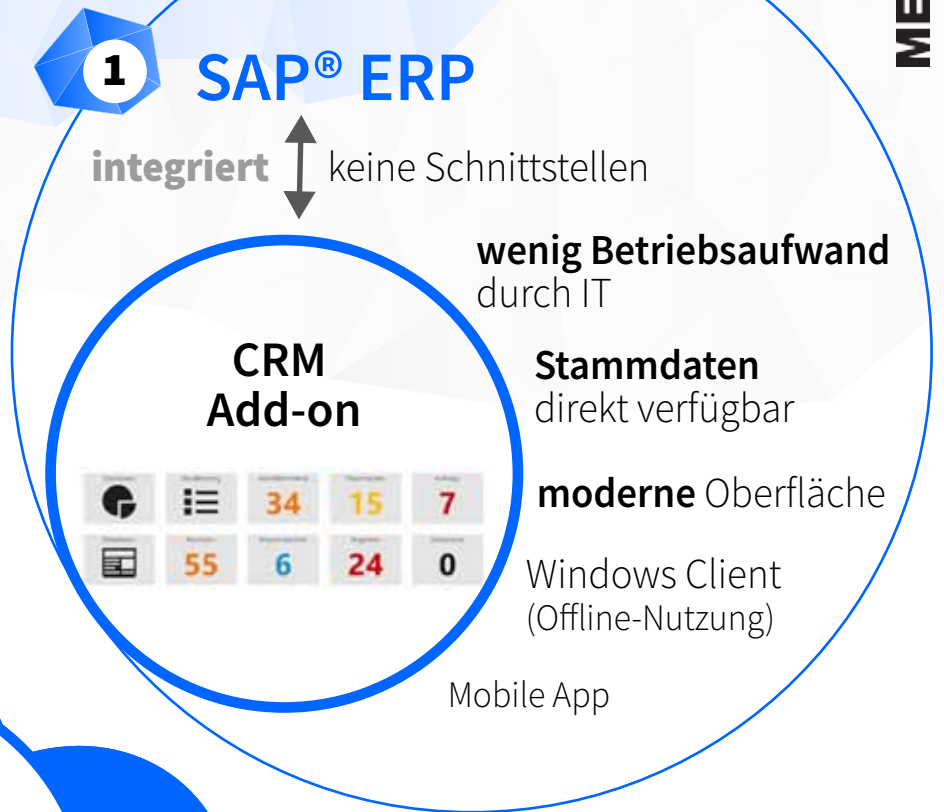 1
SAP® ERP
ME
integriert
keine Schnittstellen
wenig Betriebsaufwand
durch IT
CRM
Add-on
Stammdaten
direkt verfügbar
34 15 7
55 6 24 0
moderne Oberfläche
Windows Client
(Offline-Nutzung)
Mobile App